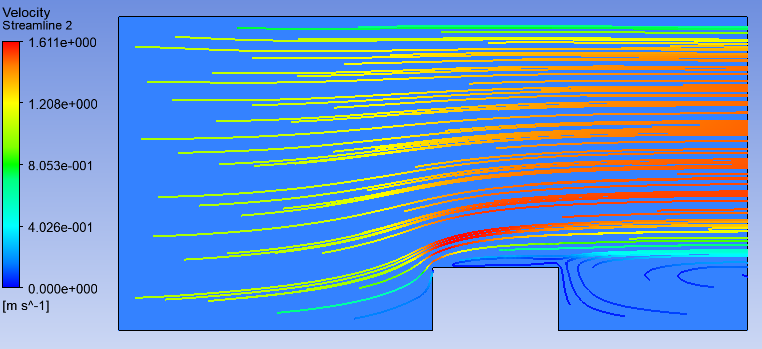 Velocity
Streamline 2
1.611e+000
1.208e+000
8.053e-001
4.026e-001
0.000e+000
[m s^-1]